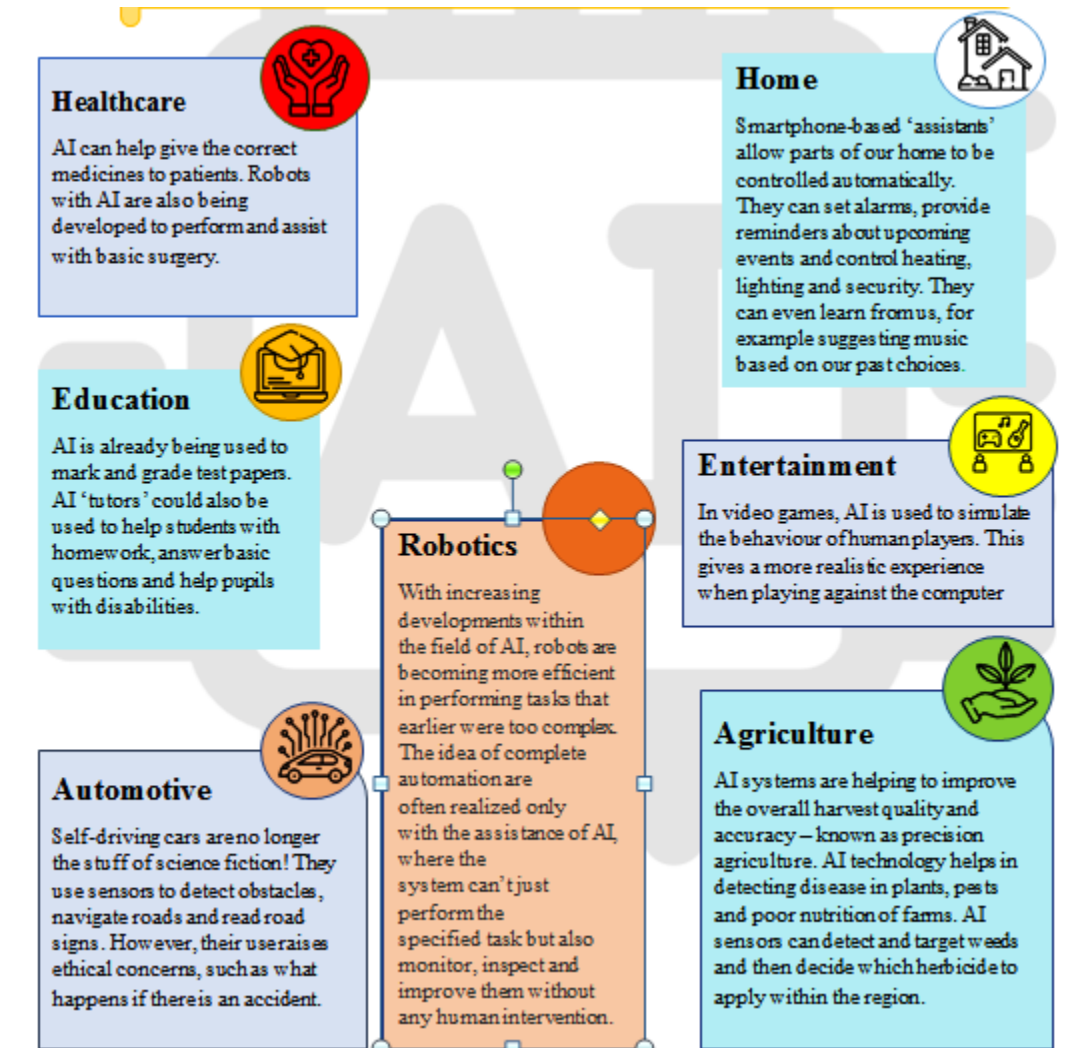 Healthcare
AI can help give the correct
medicines to patients. Robots
with AI are also being
developed to perform and assist
with basic surgery.
Home
Smartphone-based ‘assistants’
allow parts of our home to be
controlled automatically.
They can set alarms, provide
reminders about upcoming
events and control heating,
lighting and security. They
can even learn from us, for
example suggesting music
based on our past choices.
Education
AI is already being used to
mark and grade test papers.
AI ‘tutors’ could also be
used to help students with
homework, answer basic
questions and help pupils
with disabilities.
Entertainment
In video games, AI is used to simulate
the behaviour of human players. This
gives a more realistic experience
when playing against the computer
Robotics
With increasing
developments within
the field of AI, robots are
becoming more efficient
in performing tasks that
earlier were too complex.
The idea of complete
automation are
often realized only
with the assistance of AI,
where the
system can’t just
perform the
specified task but also
monitor, inspect and
improve them without
any human intervention.
Automotive
Self-driving cars are no longer
the stuff of science fiction! They
use sensors to detect obstacles,
navigate roads and read road
signs. However, their use raises
ethical concerns, such as what
happens if there is an accident.
Agriculture
AI systems are helping to improve
the overall harvest quality and
accuracy – known as precision
agriculture. AI technology helps in
detecting disease in plants, pests
and poor nutrition of farms. AI
sensors can detect and target weeds
and then decide which herbicide to
apply within the region.
AI